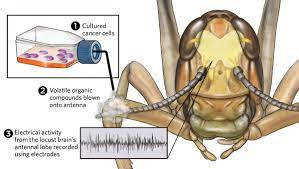 1 Cultured
cancer cells
2 Volatile organic
compounds blown
onto antenna
3 Electrical activity
from the locust brain's
antennal lobe recorded
using electrodes